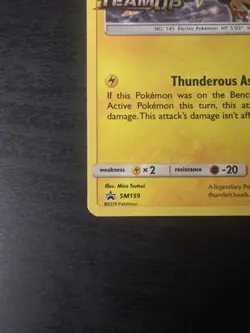 TEAM UP
NO. 145 Electric Pokémon HT: 5'03"
Thunderous As
If this Pokémon was on the Bench
Active Pokémon this turn, this at
damage. This attack's damage isn't aff
weakness ×2 resistance -20
Illus. Misa Tsutsui
SM159
©2019 Pokémon
A legendary Po
thunderclouds.